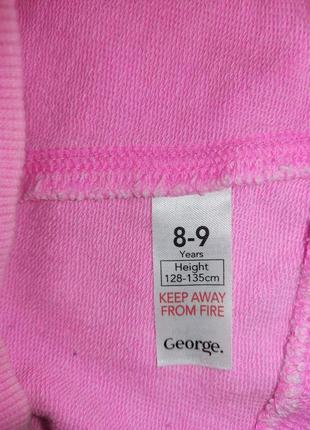 8-9
Years
Height
128-135cm
KEEP AWAY
FROM FIRE
George.